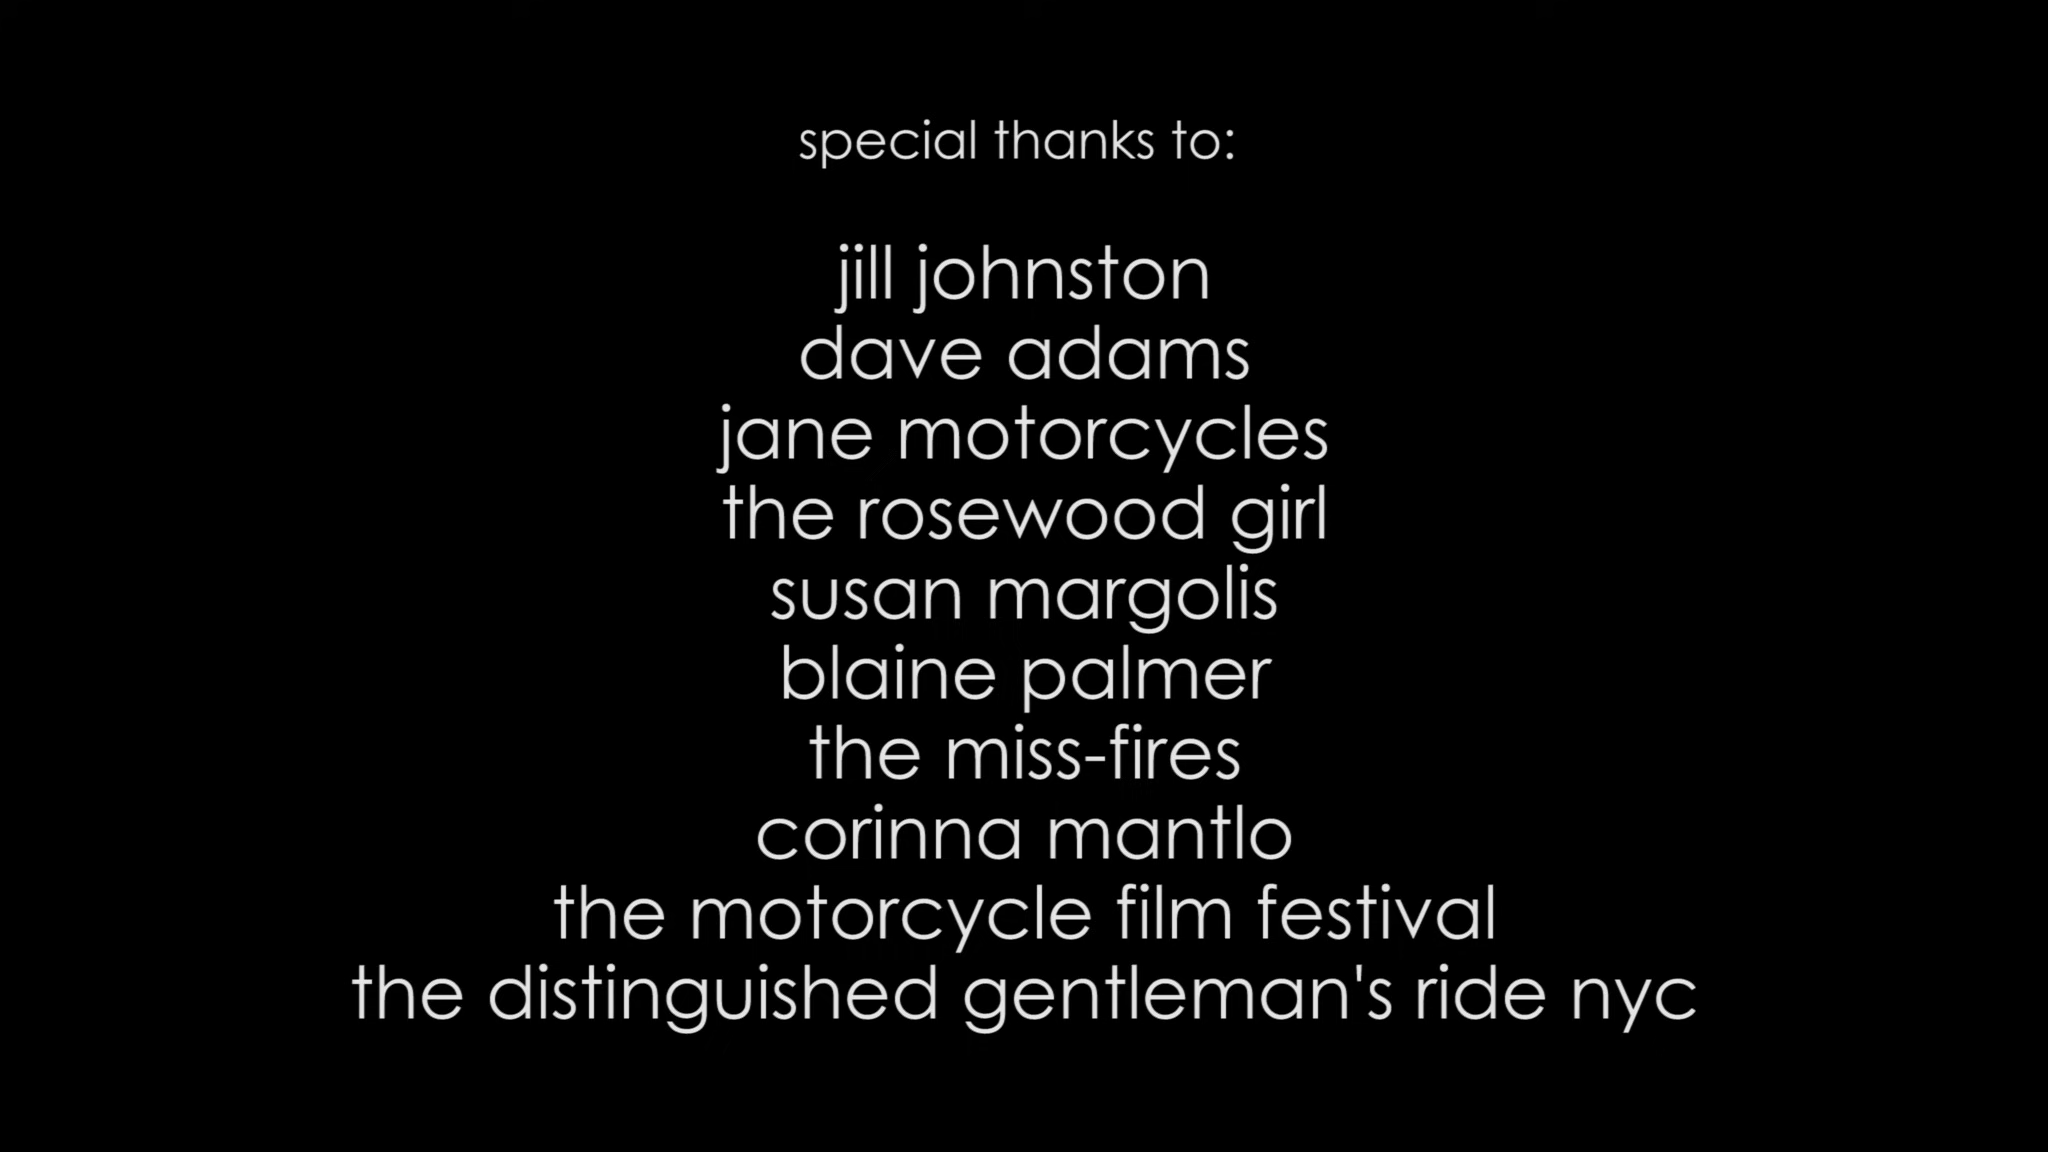 special thanks to:
jill johnston
dave adams
jane motorcycles
the rosewood girl
susan margolis
blaine palmer
the miss-fires
corinna mantlo
the motorcycle film festival
the distinguished gentleman's ride nyc